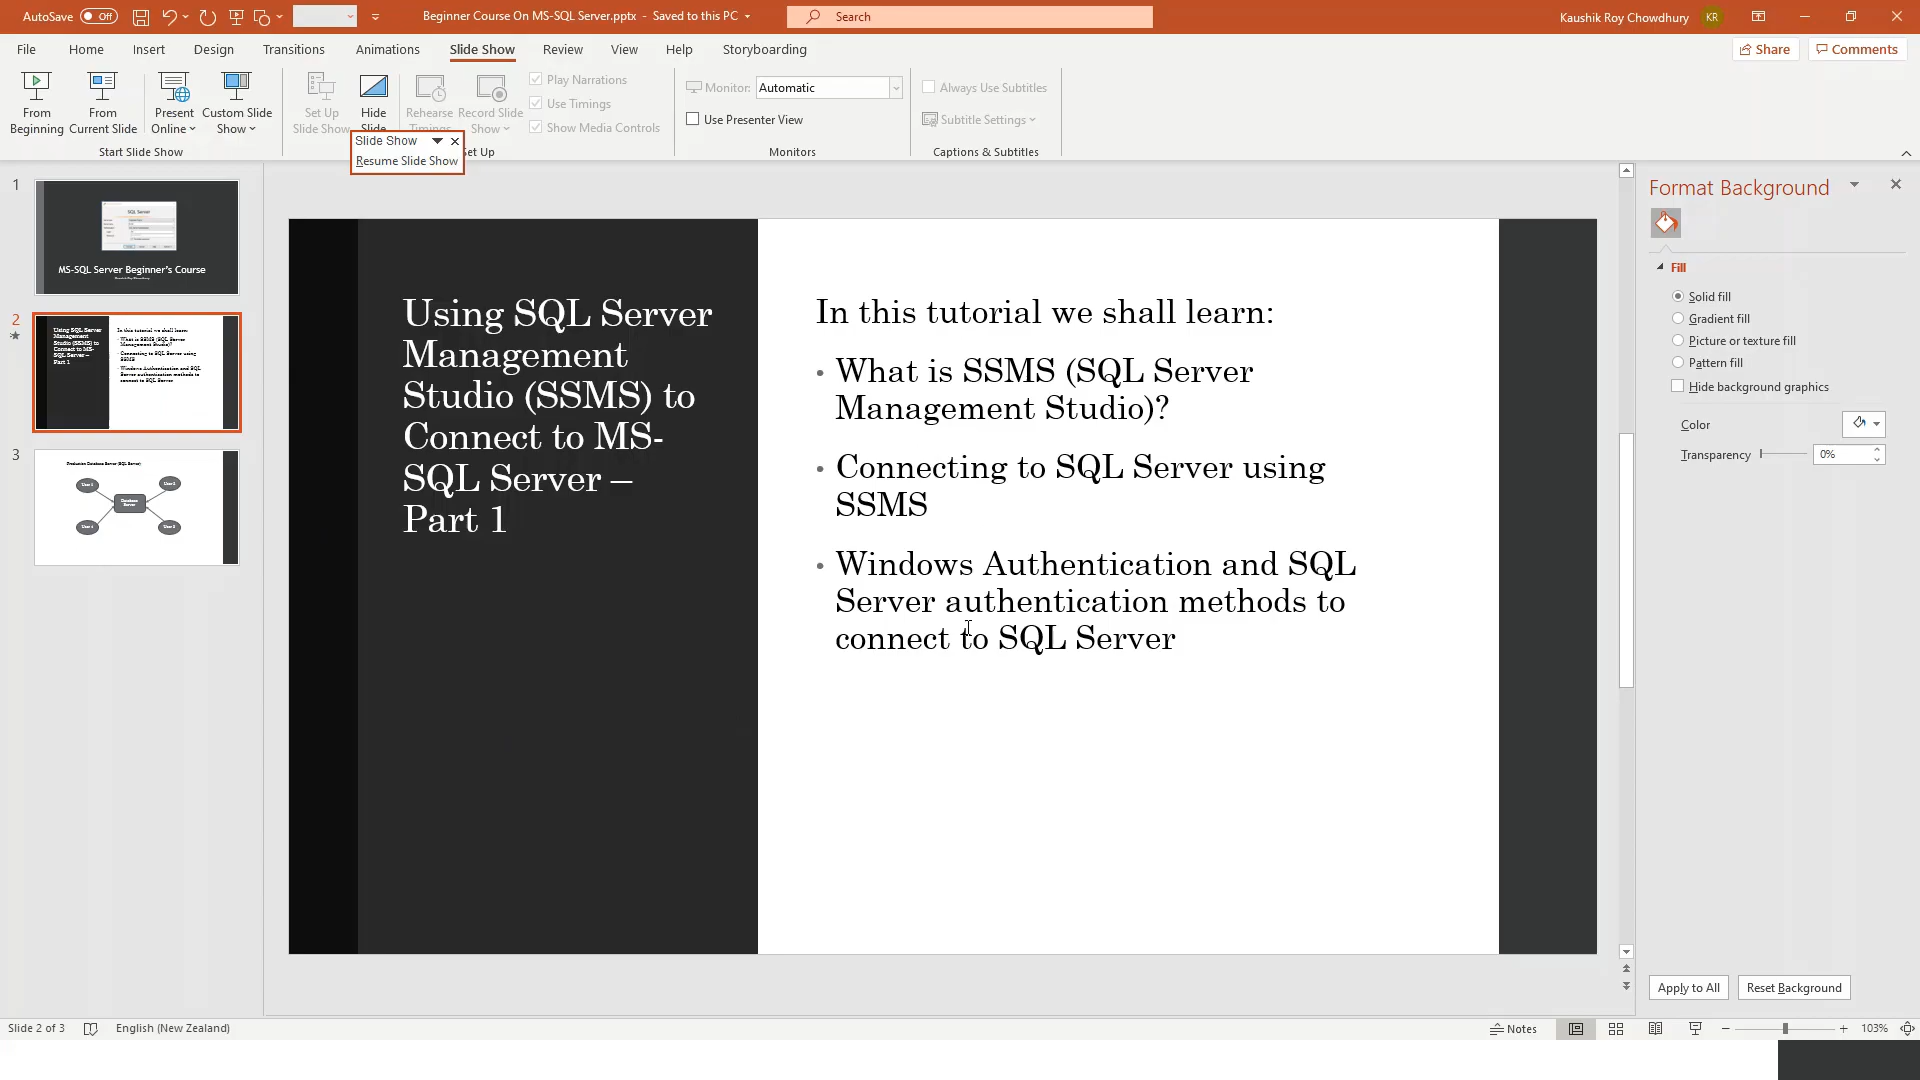 AutoSave Off
Beginner Course On MS-SQL Server.pptx - Saved to this PC
Search
Kaushik Roy Chowdhury KR
File Home Insert Design Transitions Animations Slide Show Review View Help Storyboarding
Share Comments
From Beginning
From Current Slide
Present Online
Custom Slide Show
Start Slide Show
Set Up Slide Show
Hide Slide
Rehearse Timings
Record Slide Show
Play Narrations
Use Timings
Show Media Controls
Set Up
Slide Show
Resume Slide Show
Monitor: Automatic
Use Presenter View
Monitors
Always Use Subtitles
Subtitle Settings
Captions & Subtitles
1
SQL Server
MS-SQL Server Beginner's Course
2
Using SQL Server
Management
Studio (SSMS) to
Connect to MS-
SQL Server –
Part 1
In this tutorial we shall learn:
What is SSMS (SQL Server
Management Studio)?
Connecting to SQL Server using
SSMS
Windows Authentication and SQL
Server authentication methods to
connect to SQL Server
3
Production Database Server (SQL Server)
Database
Server
Using SQL Server
Management
Studio (SSMS) to
Connect to MS-
SQL Server –
Part 1
In this tutorial we shall learn:
• What is SSMS (SQL Server
Management Studio)?
• Connecting to SQL Server using
SSMS
• Windows Authentication and SQL
Server authentication methods to
connect to SQL Server
Format Background
Fill
Solid fill
Gradient fill
Picture or texture fill
Pattern fill
Hide background graphics
Color
Transparency 0%
Apply to All Reset Background
Slide 2 of 3 English (New Zealand)
Notes
103%